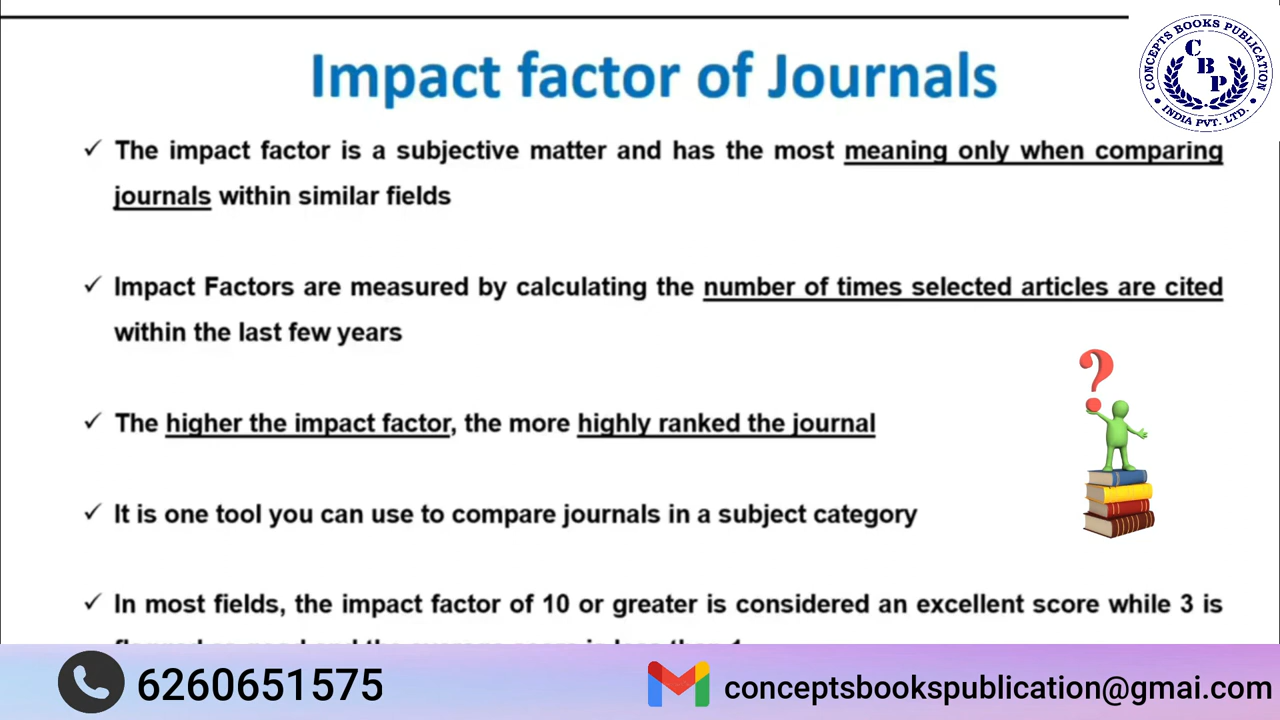 Impact factor of Journals
CONCEPTS BOOKS PUBLICATION
C
B
P
INDIA PVT. LTD.
✓ The impact factor is a subjective matter and has the most meaning only when comparing
journals within similar fields
✓ Impact Factors are measured by calculating the number of times selected articles are cited
within the last few years
✓ The higher the impact factor, the more highly ranked the journal
?
✓ It is one tool you can use to compare journals in a subject category
✓ In most fields, the impact factor of 10 or greater is considered an excellent score while 3 is
6260651575
conceptsbookspublication@gmai.com